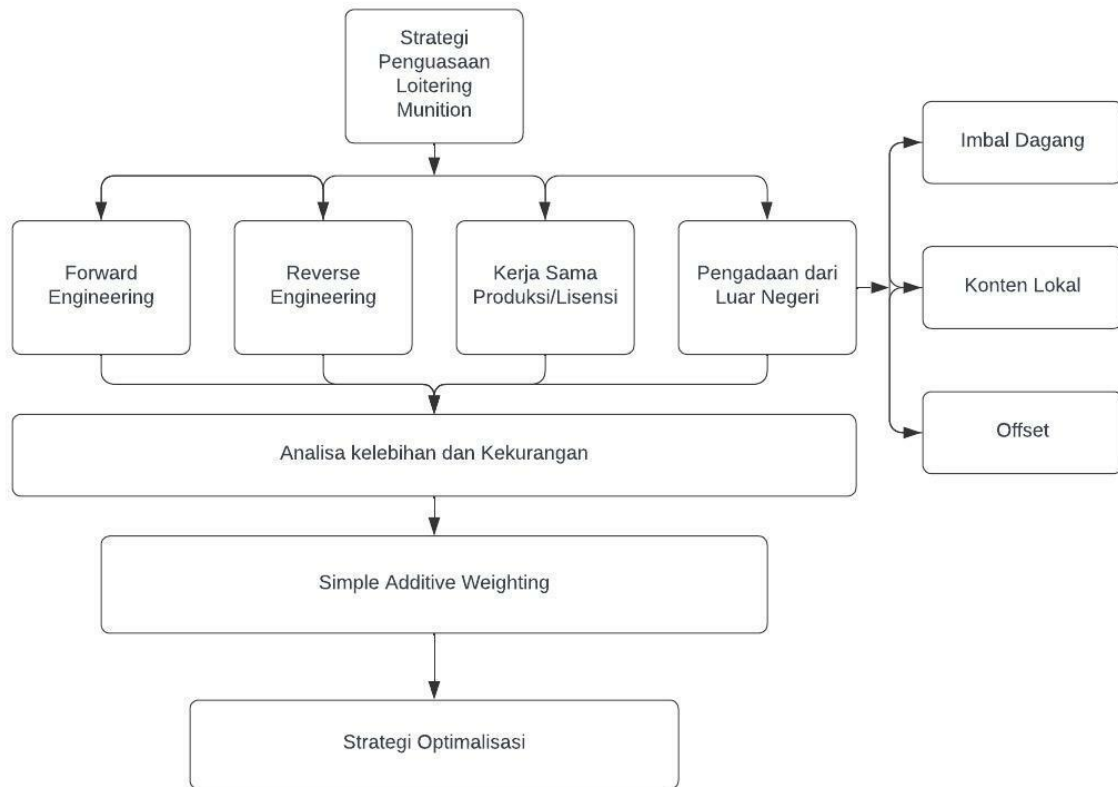 Strategi
Penguasaan
Loitering
Munition
Forward
Engineering
Reverse
Engineering
Kerja Sama
Produksi/Lisensi
Pengadaan dari
Luar Negeri
Imbal Dagang
Konten Lokal
Offset
Analisa kelebihan dan Kekurangan
Simple Additive Weighting
Strategi Optimalisasi